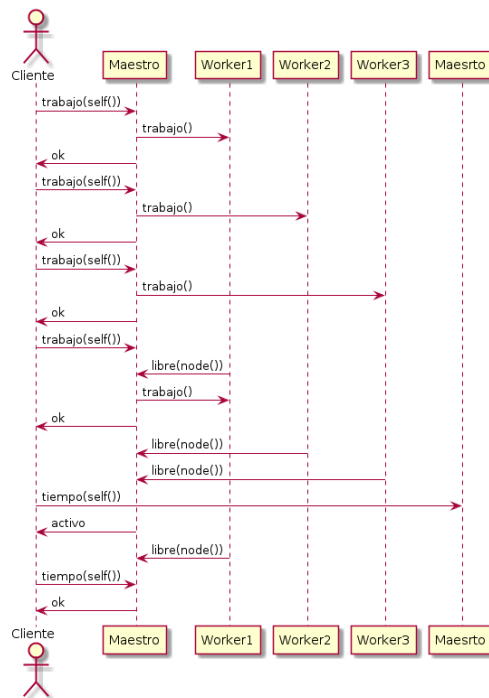 Cliente
Maestro Worker1 Worker2 Worker3 Maesrto
trabajo(self())
trabajo()
ok
trabajo(self())
trabajo()
ok
trabajo(self())
trabajo()
ok
trabajo(self())
libre(node())
trabajo()
ok
libre(node())
libre(node())
tiempo(self())
activo
libre(node())
tiempo(self())
ok
Cliente
Maestro Worker1 Worker2 Worker3 Maesrto